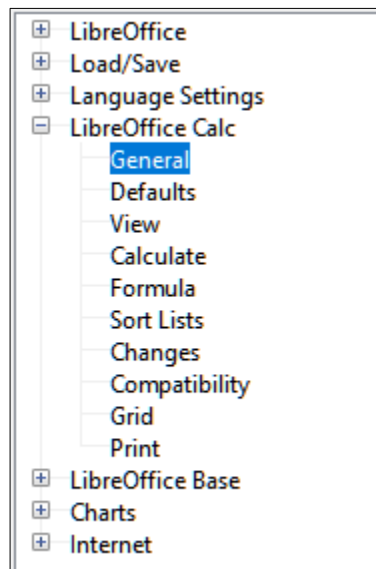 LibreOffice
Load/Save
Language Settings
LibreOffice Calc
General
Defaults
View
Calculate
Formula
Sort Lists
Changes
Compatibility
Grid
Print
LibreOffice Base
Charts
Internet